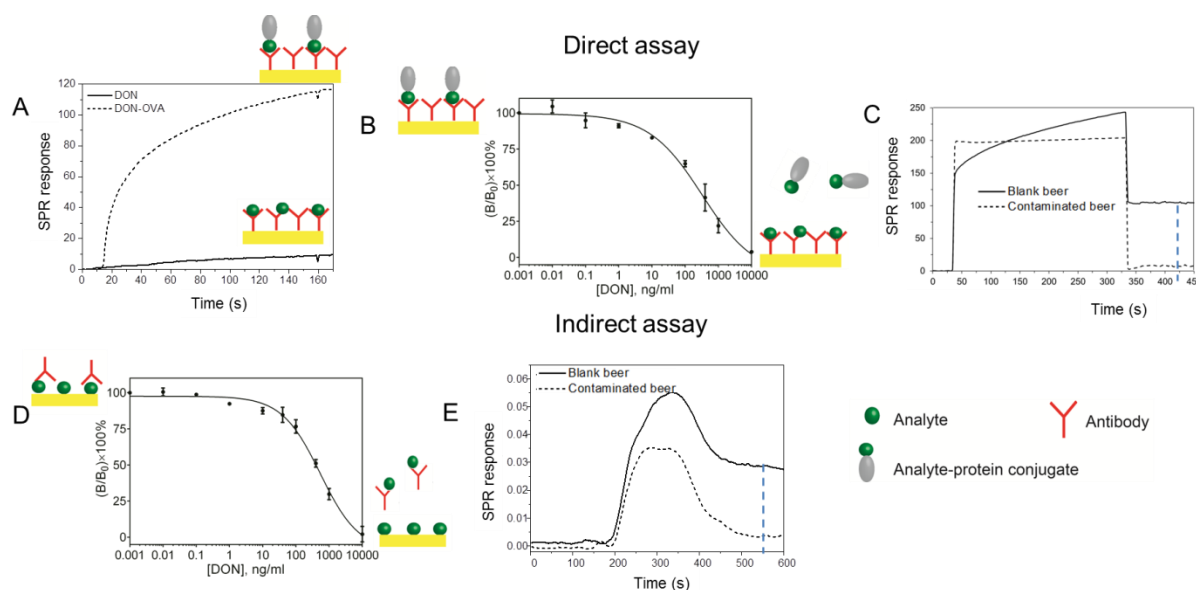 Direct assay
A
120
100
80
60
40
20
0
SPR response
DON
DON-OVA
0 20 40 60 80 100 120 140 160
Time (s)
B
100
75
50
25
0
(B/B₀)×100%
0.001 0.01 0.1 1 10 100 1000 10000
[DON], ng/ml
C
250
200
150
100
50
0
SPR response
Blank beer
Contaminated beer
0 50 100 150 200 250 300 350 400 450
Time (s)
Indirect assay
D
100
75
50
25
0
(B/B₀)×100%
0.001 0.01 0.1 1 10 100 1000 10000
[DON], ng/ml
E
0.06
0.05
0.04
0.03
0.02
0.01
0.00
SPR response
Blank beer
Contaminated beer
0 100 200 300 400 500 600
Time (s)
Analyte
Antibody
Analyte-protein conjugate